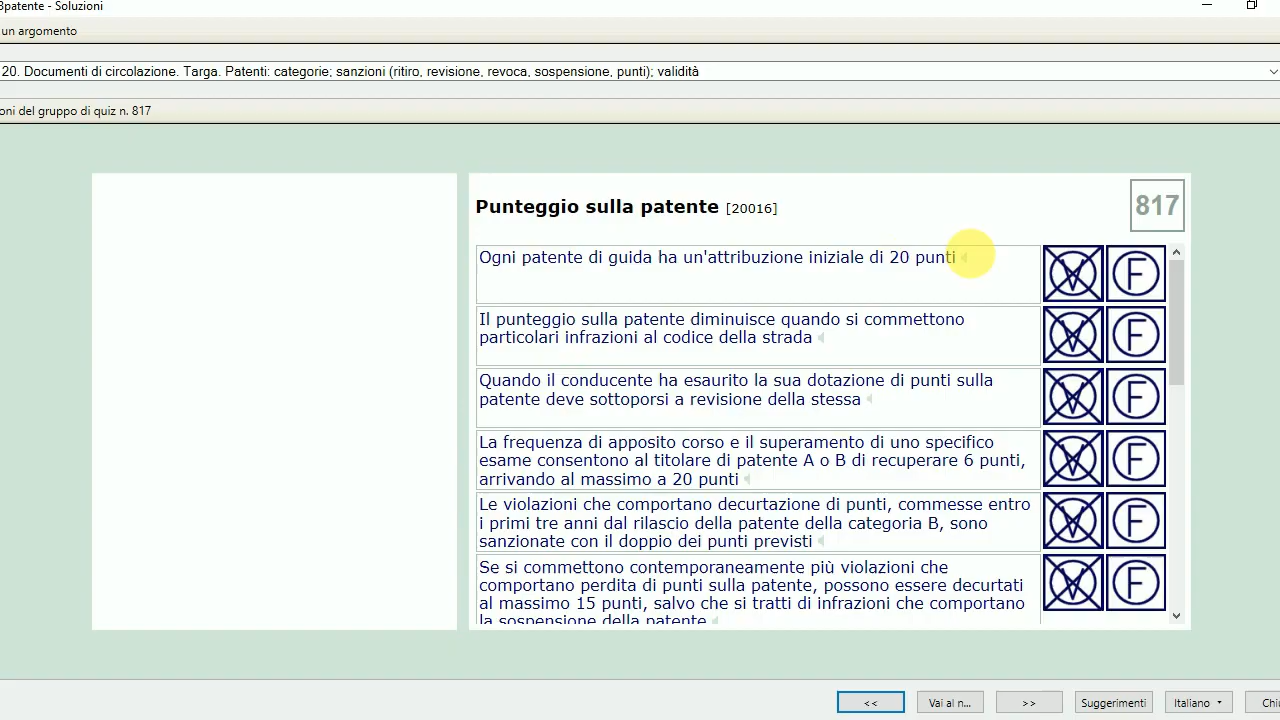 3patente - Soluzioni
un argomento
20. Documenti di circolazione. Targa. Patenti: categorie; sanzioni (ritiro, revisione, revoca, sospensione, punti); validità
oni del gruppo di quiz n. 817
Punteggio sulla patente [20016]
817
Ogni patente di guida ha un'attribuzione iniziale di 20 punti
V F
Il punteggio sulla patente diminuisce quando si commettono
particolari infrazioni al codice della strada
V F
Quando il conducente ha esaurito la sua dotazione di punti sulla
patente deve sottoporsi a revisione della stessa
V F
La frequenza di apposito corso e il superamento di uno specifico
esame consentono al titolare di patente A o B di recuperare 6 punti,
arrivando al massimo a 20 punti
V F
Le violazioni che comportano decurtazione di punti, commesse entro
i primi tre anni dal rilascio della patente della categoria B, sono
sanzionate con il doppio dei punti previsti
V F
Se si commettono contemporaneamente più violazioni che
comportano perdita di punti sulla patente, possono essere decurtati
al massimo 15 punti, salvo che si tratti di infrazioni che comportano
la sospensione della patente
V F
<< Vai al n... >> Suggerimenti Italiano Chi